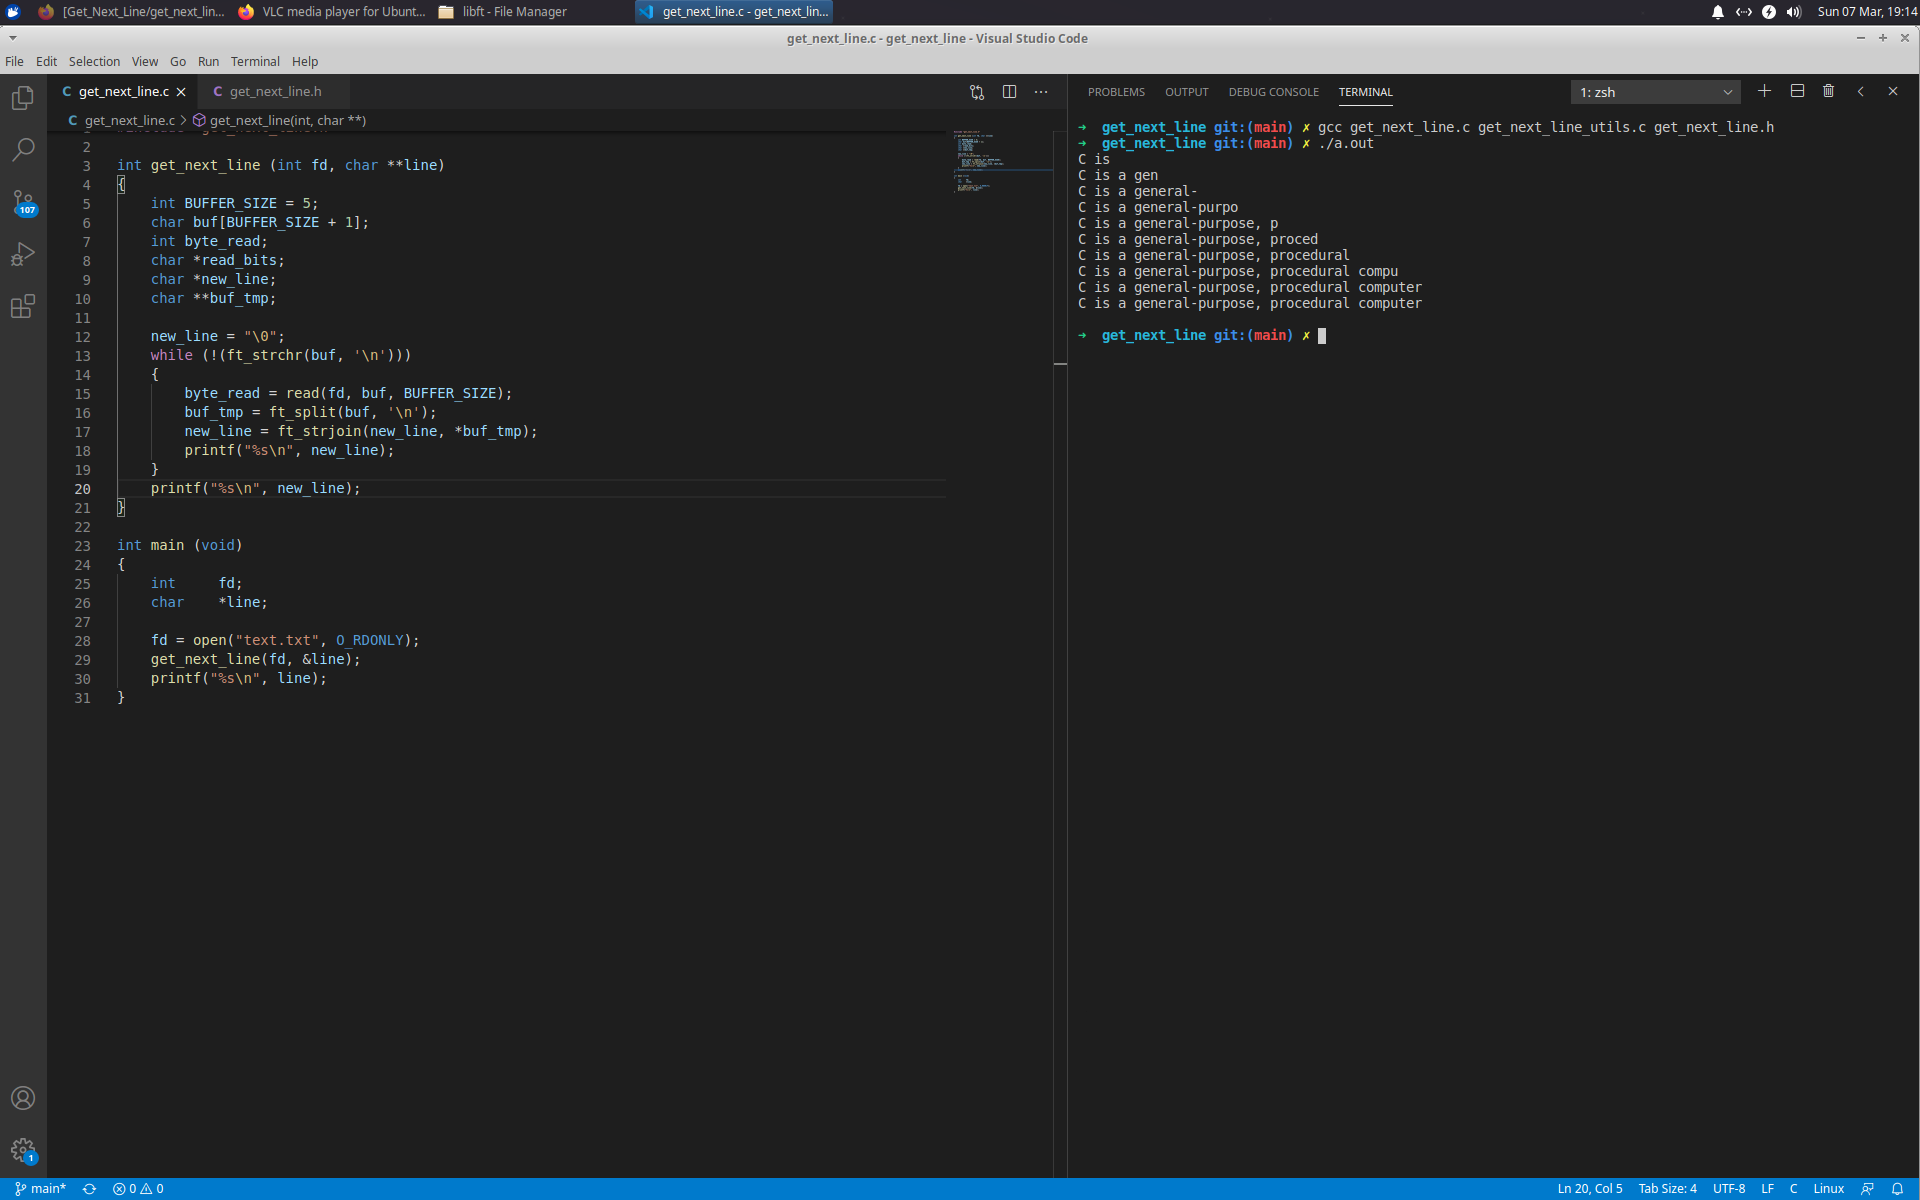 [Get_Next_Line/get_next_lin...
VLC media player for Ubunt...
libft - File Manager
get_next_line.c - get_next_lin...
Sun 07 Mar, 19:14
get_next_line.c - get_next_line - Visual Studio Code
File Edit Selection View Go Run Terminal Help
C get_next_line.c
C get_next_line.h
C get_next_line.c > get_next_line(int, char **)
107
1
2
3 int get_next_line (int fd, char **line)
4 {
5 int BUFFER_SIZE = 5;
6 char buf[BUFFER_SIZE + 1];
7 int byte_read;
8 char *read_bits;
9 char *new_line;
10 char **buf_tmp;
11
12 new_line = "\0";
13 while (!(ft_strchr(buf, '\n')))
14 {
15 byte_read = read(fd, buf, BUFFER_SIZE);
16 buf_tmp = ft_split(buf, '\n');
17 new_line = ft_strjoin(new_line, *buf_tmp);
18 printf("%s\n", new_line);
19 }
20 printf("%s\n", new_line);
21 }
22
23 int main (void)
24 {
25 int fd;
26 char *line;
27
28 fd = open("text.txt", O_RDONLY);
29 get_next_line(fd, &line);
30 printf("%s\n", line);
31 }
PROBLEMS OUTPUT DEBUG CONSOLE TERMINAL
1: zsh
➜ get_next_line git:(main) ✗ gcc get_next_line.c get_next_line_utils.c get_next_line.h
➜ get_next_line git:(main) ✗ ./a.out
C is
C is a gen
C is a general-
C is a general-purpo
C is a general-purpose, p
C is a general-purpose, proced
C is a general-purpose, procedural
C is a general-purpose, procedural compu
C is a general-purpose, procedural computer
C is a general-purpose, procedural computer
➜ get_next_line git:(main) ✗
1
main* 0 0
Ln 20, Col 5 Tab Size: 4 UTF-8 LF C Linux